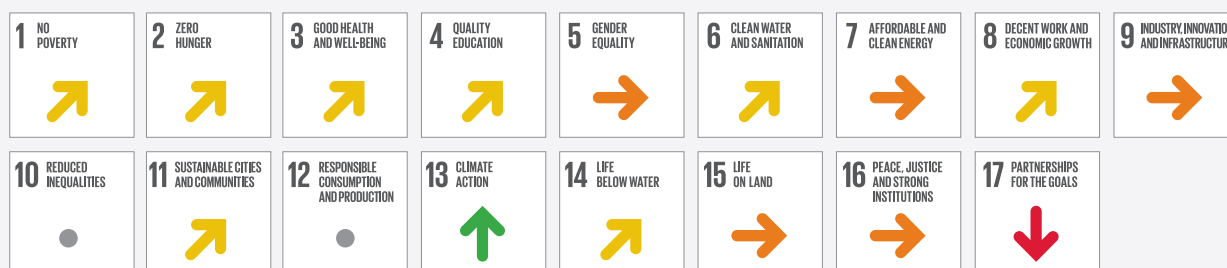 1 NO
POVERTY
2 ZERO
HUNGER
3 GOOD HEALTH
AND WELL-BEING
4 QUALITY
EDUCATION
5 GENDER
EQUALITY
6 CLEAN WATER
AND SANITATION
7 AFFORDABLE AND
CLEAN ENERGY
8 DECENT WORK AND
ECONOMIC GROWTH
9 INDUSTRY, INNOVATIO
AND INFRASTRUCTUR
10 REDUCED
INEQUALITIES
11 SUSTAINABLE CITIES
AND COMMUNITIES
12 RESPONSIBLE
CONSUMPTION
AND PRODUCTION
13 CLIMATE
ACTION
14 LIFE
BELOW WATER
15 LIFE
ON LAND
16 PEACE, JUSTICE
AND STRONG
INSTITUTIONS
17 PARTNERSHIPS
FOR THE GOALS